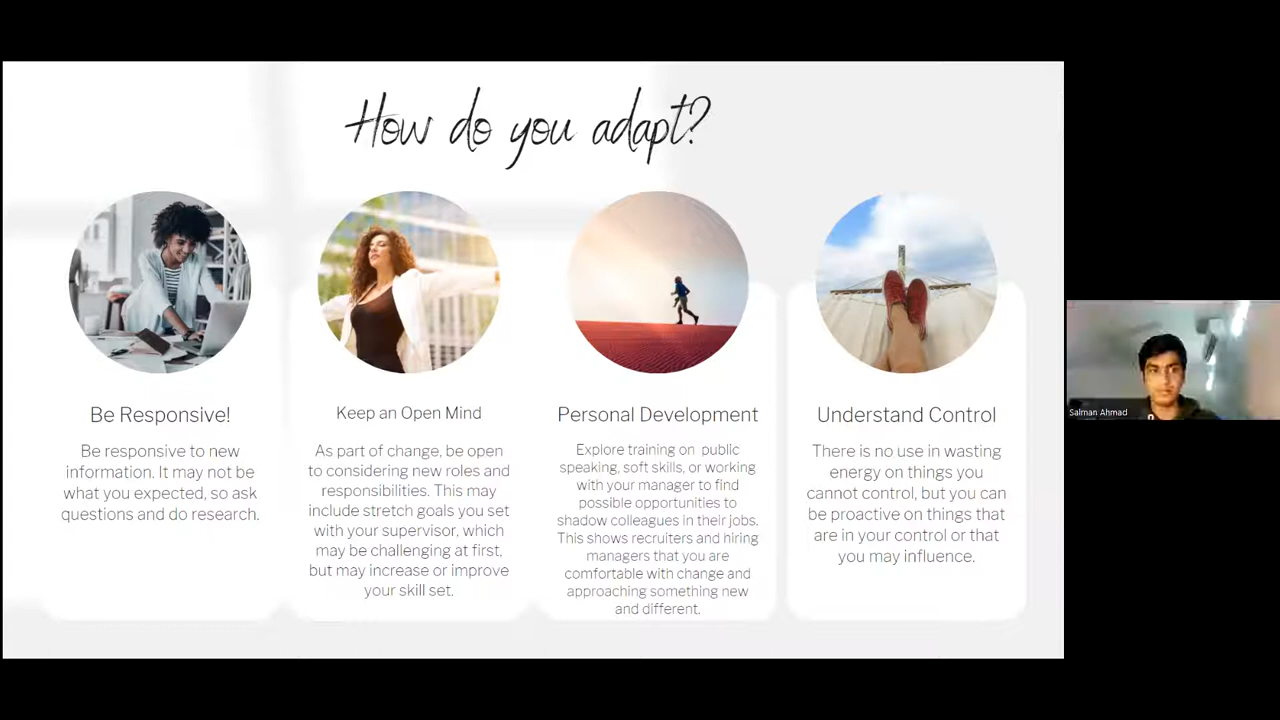 How do you adapt?
Be Responsive!
Be responsive to new
information. It may not be
what you expected, so ask
questions and do research.
Keep an Open Mind
As part of change, be open
to considering new roles and
responsibilities. This may
include stretch goals you set
with your supervisor, which
may be challenging at first,
but may increase or improve
your skill set.
Personal Development
Explore training on public
speaking, soft skills, or working
with your manager to find
possible opportunities to
shadow colleagues in their jobs.
This shows recruiters and hiring
managers that you are
comfortable with change and
approaching something new
and different.
Understand Control
There is no use in wasting
energy on things you
cannot control, but you can
be proactive on things that
are in your control or that
you may influence.
Salman Ahmad